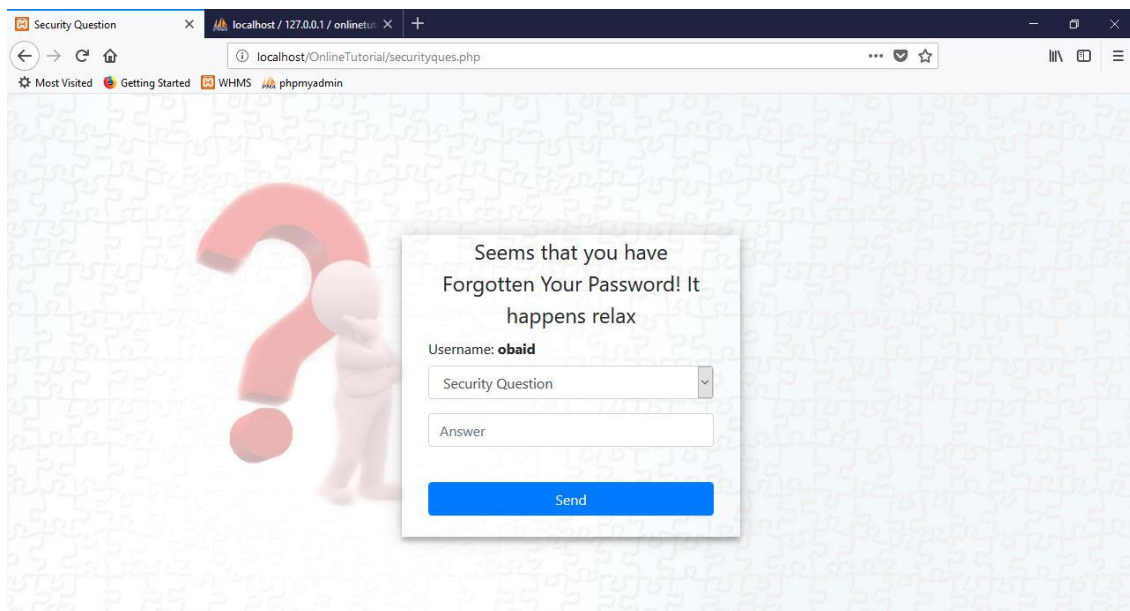 Security Question
localhost / 127.0.0.1 / onlinetut
localhost/OnlineTutorial/securityques.php
Most Visited
Getting Started
WHMS
phpmyadmin
Seems that you have
Forgotten Your Password! It
happens relax
Username: obaid
Security Question
Answer
Send